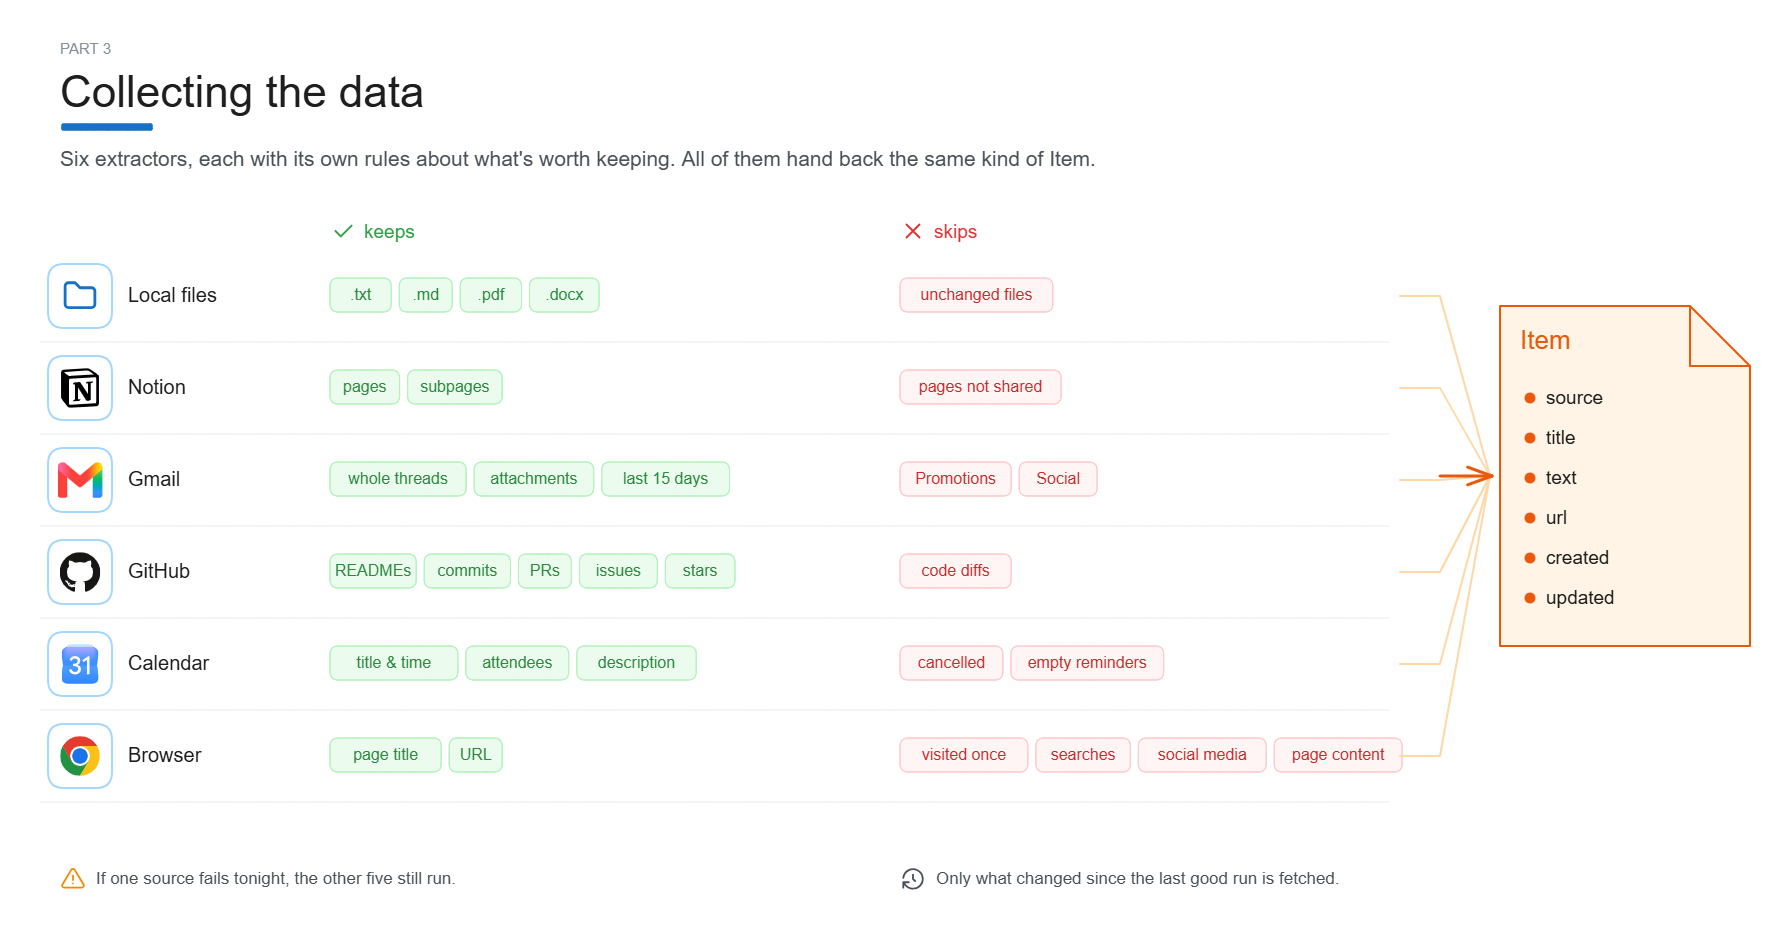 PART 3
Collecting the data
Six extractors, each with its own rules about what's worth keeping. All of them hand back the same kind of Item.
keeps
skips
Local files
.txt
.md
.pdf
.docx
unchanged files
Notion
pages
subpages
pages not shared
Gmail
whole threads
attachments
last 15 days
Promotions
Social
GitHub
READMEs
commits
PRs
issues
stars
code diffs
31
Calendar
title & time
attendees
description
cancelled
empty reminders
Browser
page title
URL
visited once
searches
social media
page content
Item
source
title
text
url
created
updated
If one source fails tonight, the other five still run.
Only what changed since the last good run is fetched.